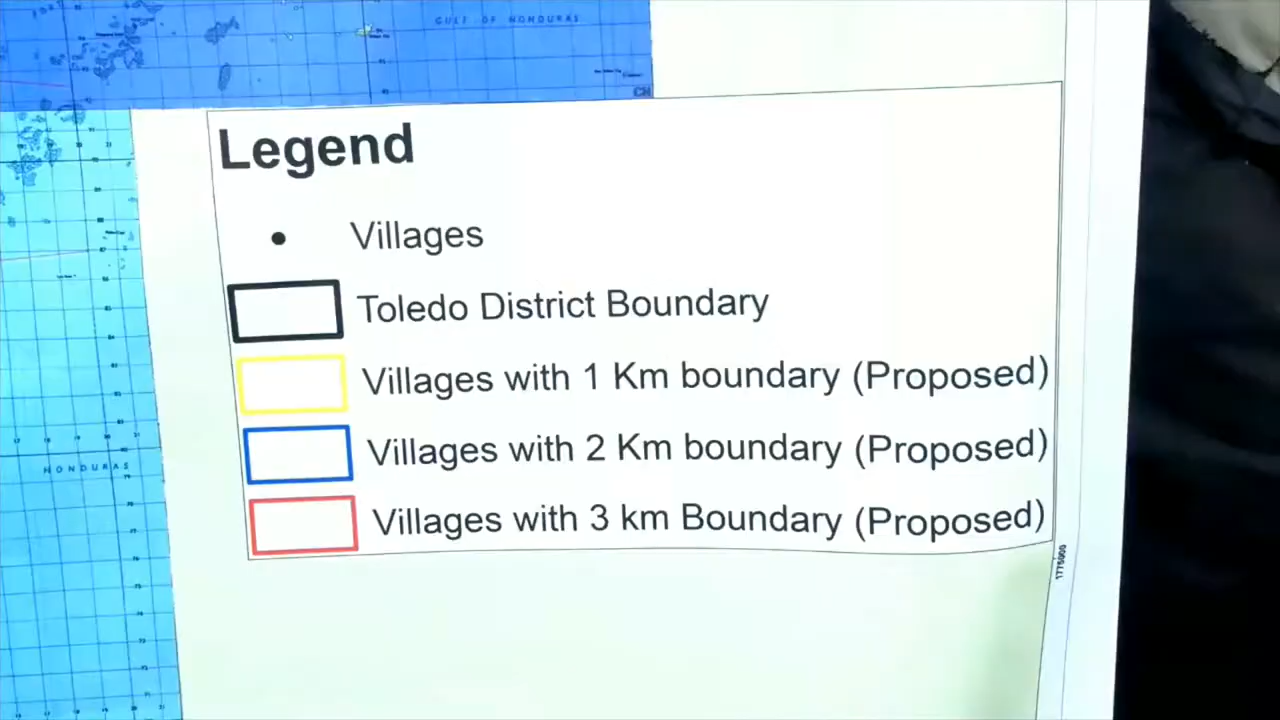 GULF OF HONDURAS
Legend
Villages
Toledo District Boundary
Villages with 1 Km boundary (Proposed)
Villages with 2 Km boundary (Proposed)
HONDURAS
Villages with 3 km Boundary (Proposed)
1775000